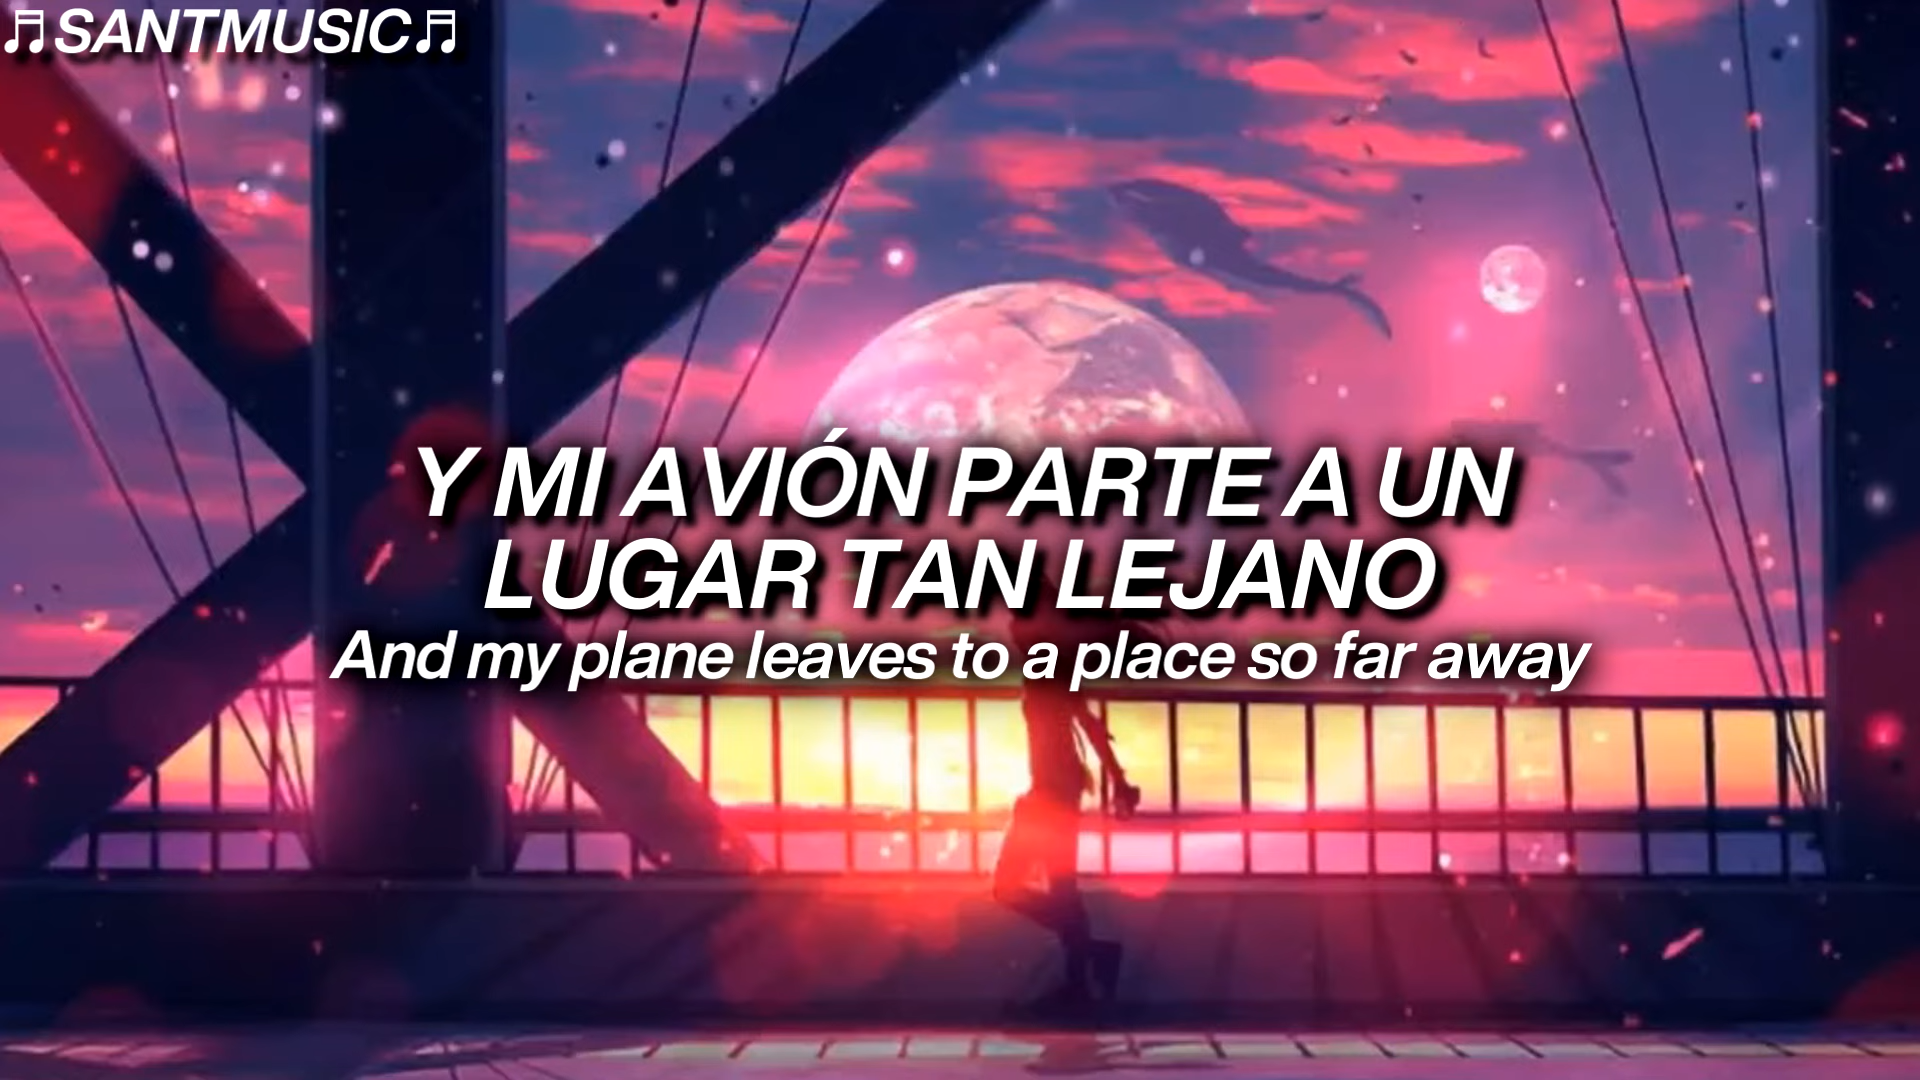 ♬SANTMUSIC♬
Y MI AVIÓN PARTE A UN
LUGAR TAN LEJANO
And my plane leaves to a place so far away